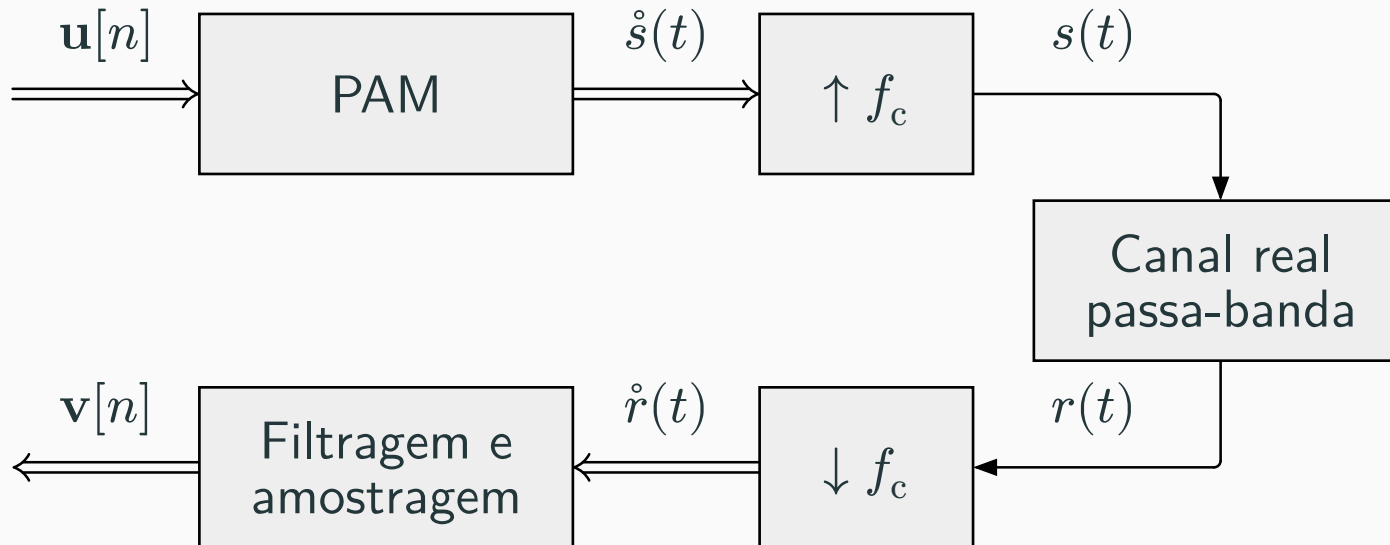 𝐮[n]
PAM
s̊(t)
↑ f_c
s(t)
Canal real
passa-banda
r(t)
↓ f_c
r̊(t)
Filtragem e
amostragem
𝐯[n]